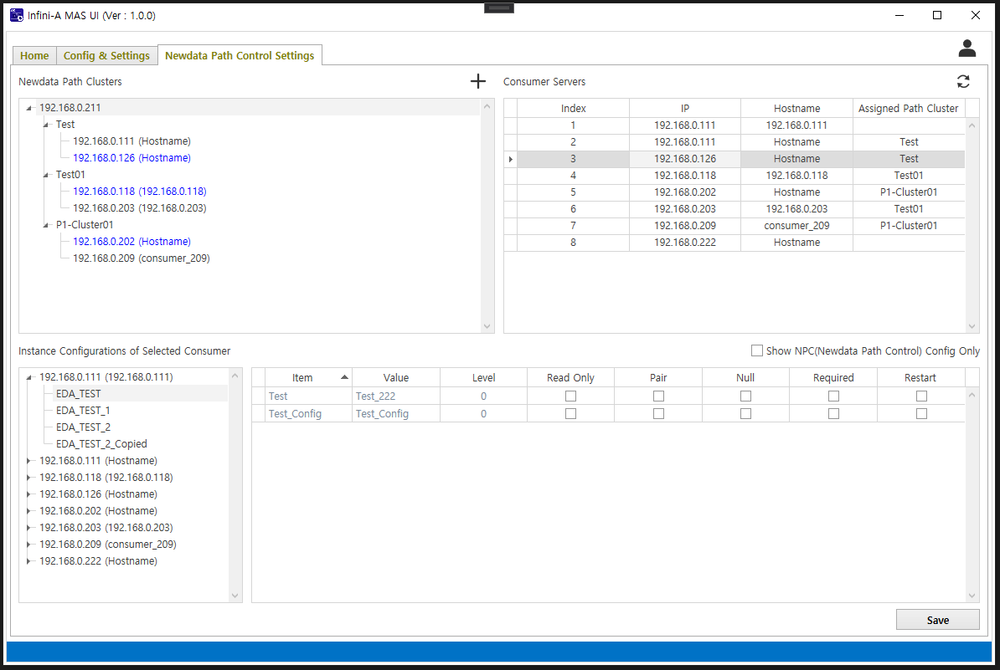 Infini-A MAS UI (Ver : 1.0.0)
Home Config & Settings Newdata Path Control Settings
Newdata Path Clusters
192.168.0.211
Test
192.168.0.111 (Hostname)
192.168.0.126 (Hostname)
Test01
192.168.0.118 (192.168.0.118)
192.168.0.203 (192.168.0.203)
P1-Cluster01
192.168.0.202 (Hostname)
192.168.0.209 (consumer_209)
Consumer Servers
Index IP Hostname Assigned Path Cluster
1 192.168.0.111 192.168.0.111
2 192.168.0.111 Hostname Test
3 192.168.0.126 Hostname Test
4 192.168.0.118 192.168.0.118 Test01
5 192.168.0.202 Hostname P1-Cluster01
6 192.168.0.203 192.168.0.203 Test01
7 192.168.0.209 consumer_209 P1-Cluster01
8 192.168.0.222 Hostname
Instance Configurations of Selected Consumer
Show NPC(Newdata Path Control) Config Only
192.168.0.111 (192.168.0.111)
EDA_TEST
EDA_TEST_1
EDA_TEST_2
EDA_TEST_2_Copied
192.168.0.111 (Hostname)
192.168.0.118 (192.168.0.118)
192.168.0.126 (Hostname)
192.168.0.202 (Hostname)
192.168.0.203 (192.168.0.203)
192.168.0.209 (consumer_209)
192.168.0.222 (Hostname)
Item Value Level Read Only Pair Null Required Restart
Test Test_222 0
Test_Config Test_Config 0
Save